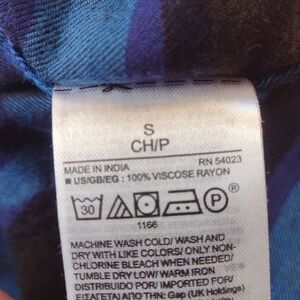 S
CH/P
MADE IN INDIA RN 54023
■ US/GB/EG : 100% VISCOSE RAYON
30 P ®
1166
MACHINE WASH COLD/ WASH AND
DRY WITH LIKE COLORS/ ONLY NON-
CHLORINE BLEACH WHEN NEEDED/
TUMBLE DRY LOW/ WARM IRON
DISTRIBUIDO POR / IMPORTED FOR/
ΕΙΣΑΓΕΤΑΙ ΑΠΟ ΤΗΝ: Gap (UK Holdings)